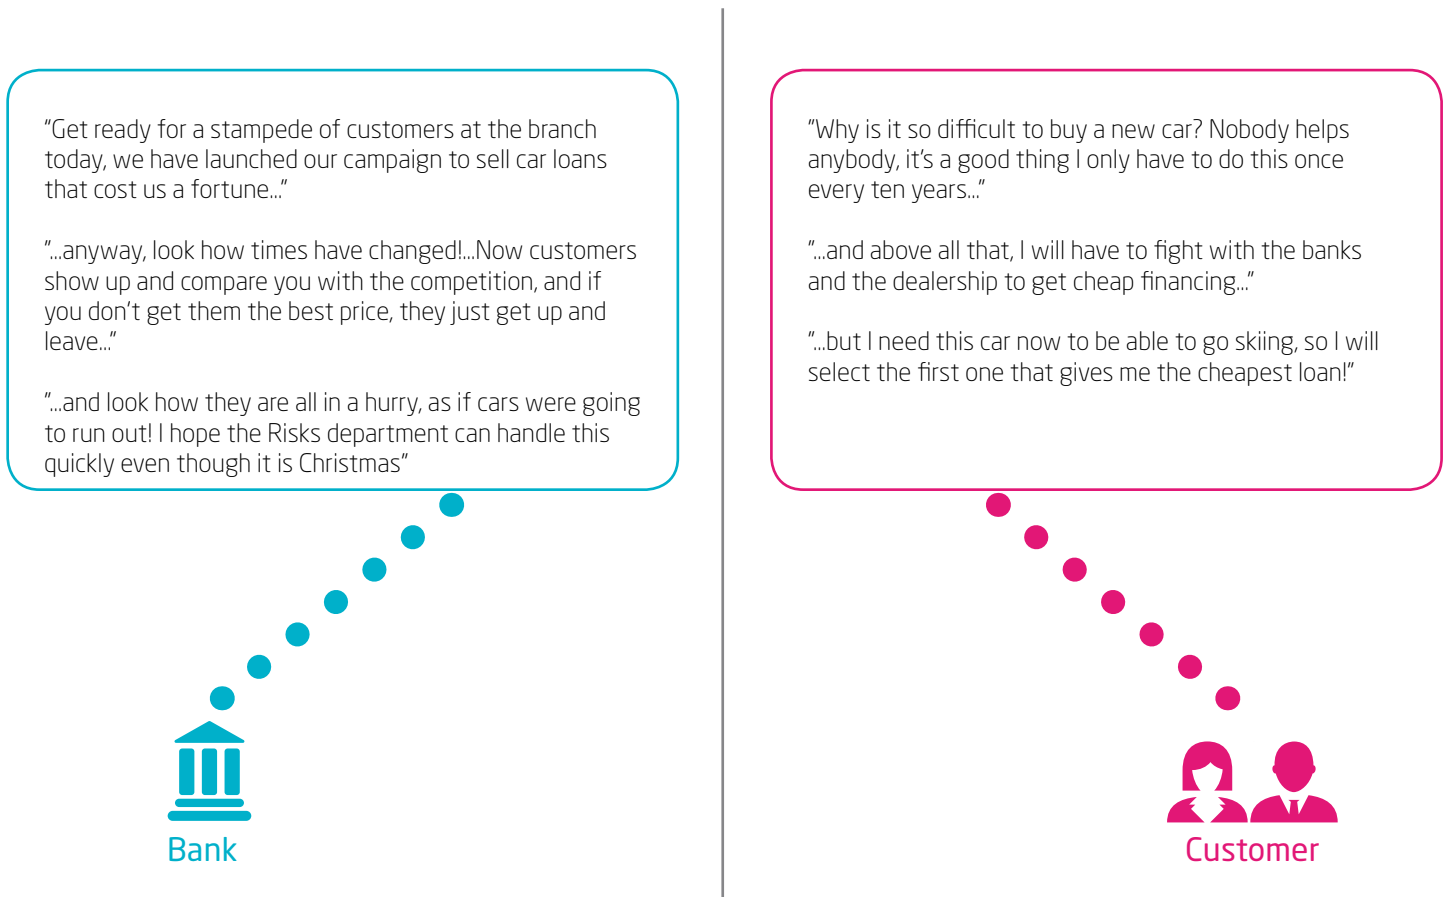 “Get ready for a stampede of customers at the branch
today, we have launched our campaign to sell car loans
that cost us a fortune...”
“...anyway, look how times have changed!...Now customers
show up and compare you with the competition, and if
you don’t get them the best price, they just get up and
leave...”
“...and look how they are all in a hurry, as if cars were going
to run out! I hope the Risks department can handle this
quickly even though it is Christmas”
Bank
“Why is it so difficult to buy a new car? Nobody helps
anybody, it’s a good thing I only have to do this once
every ten years...”
“...and above all that, I will have to fight with the banks
and the dealership to get cheap financing...”
“...but I need this car now to be able to go skiing, so I will
select the first one that gives me the cheapest loan!”
Customer